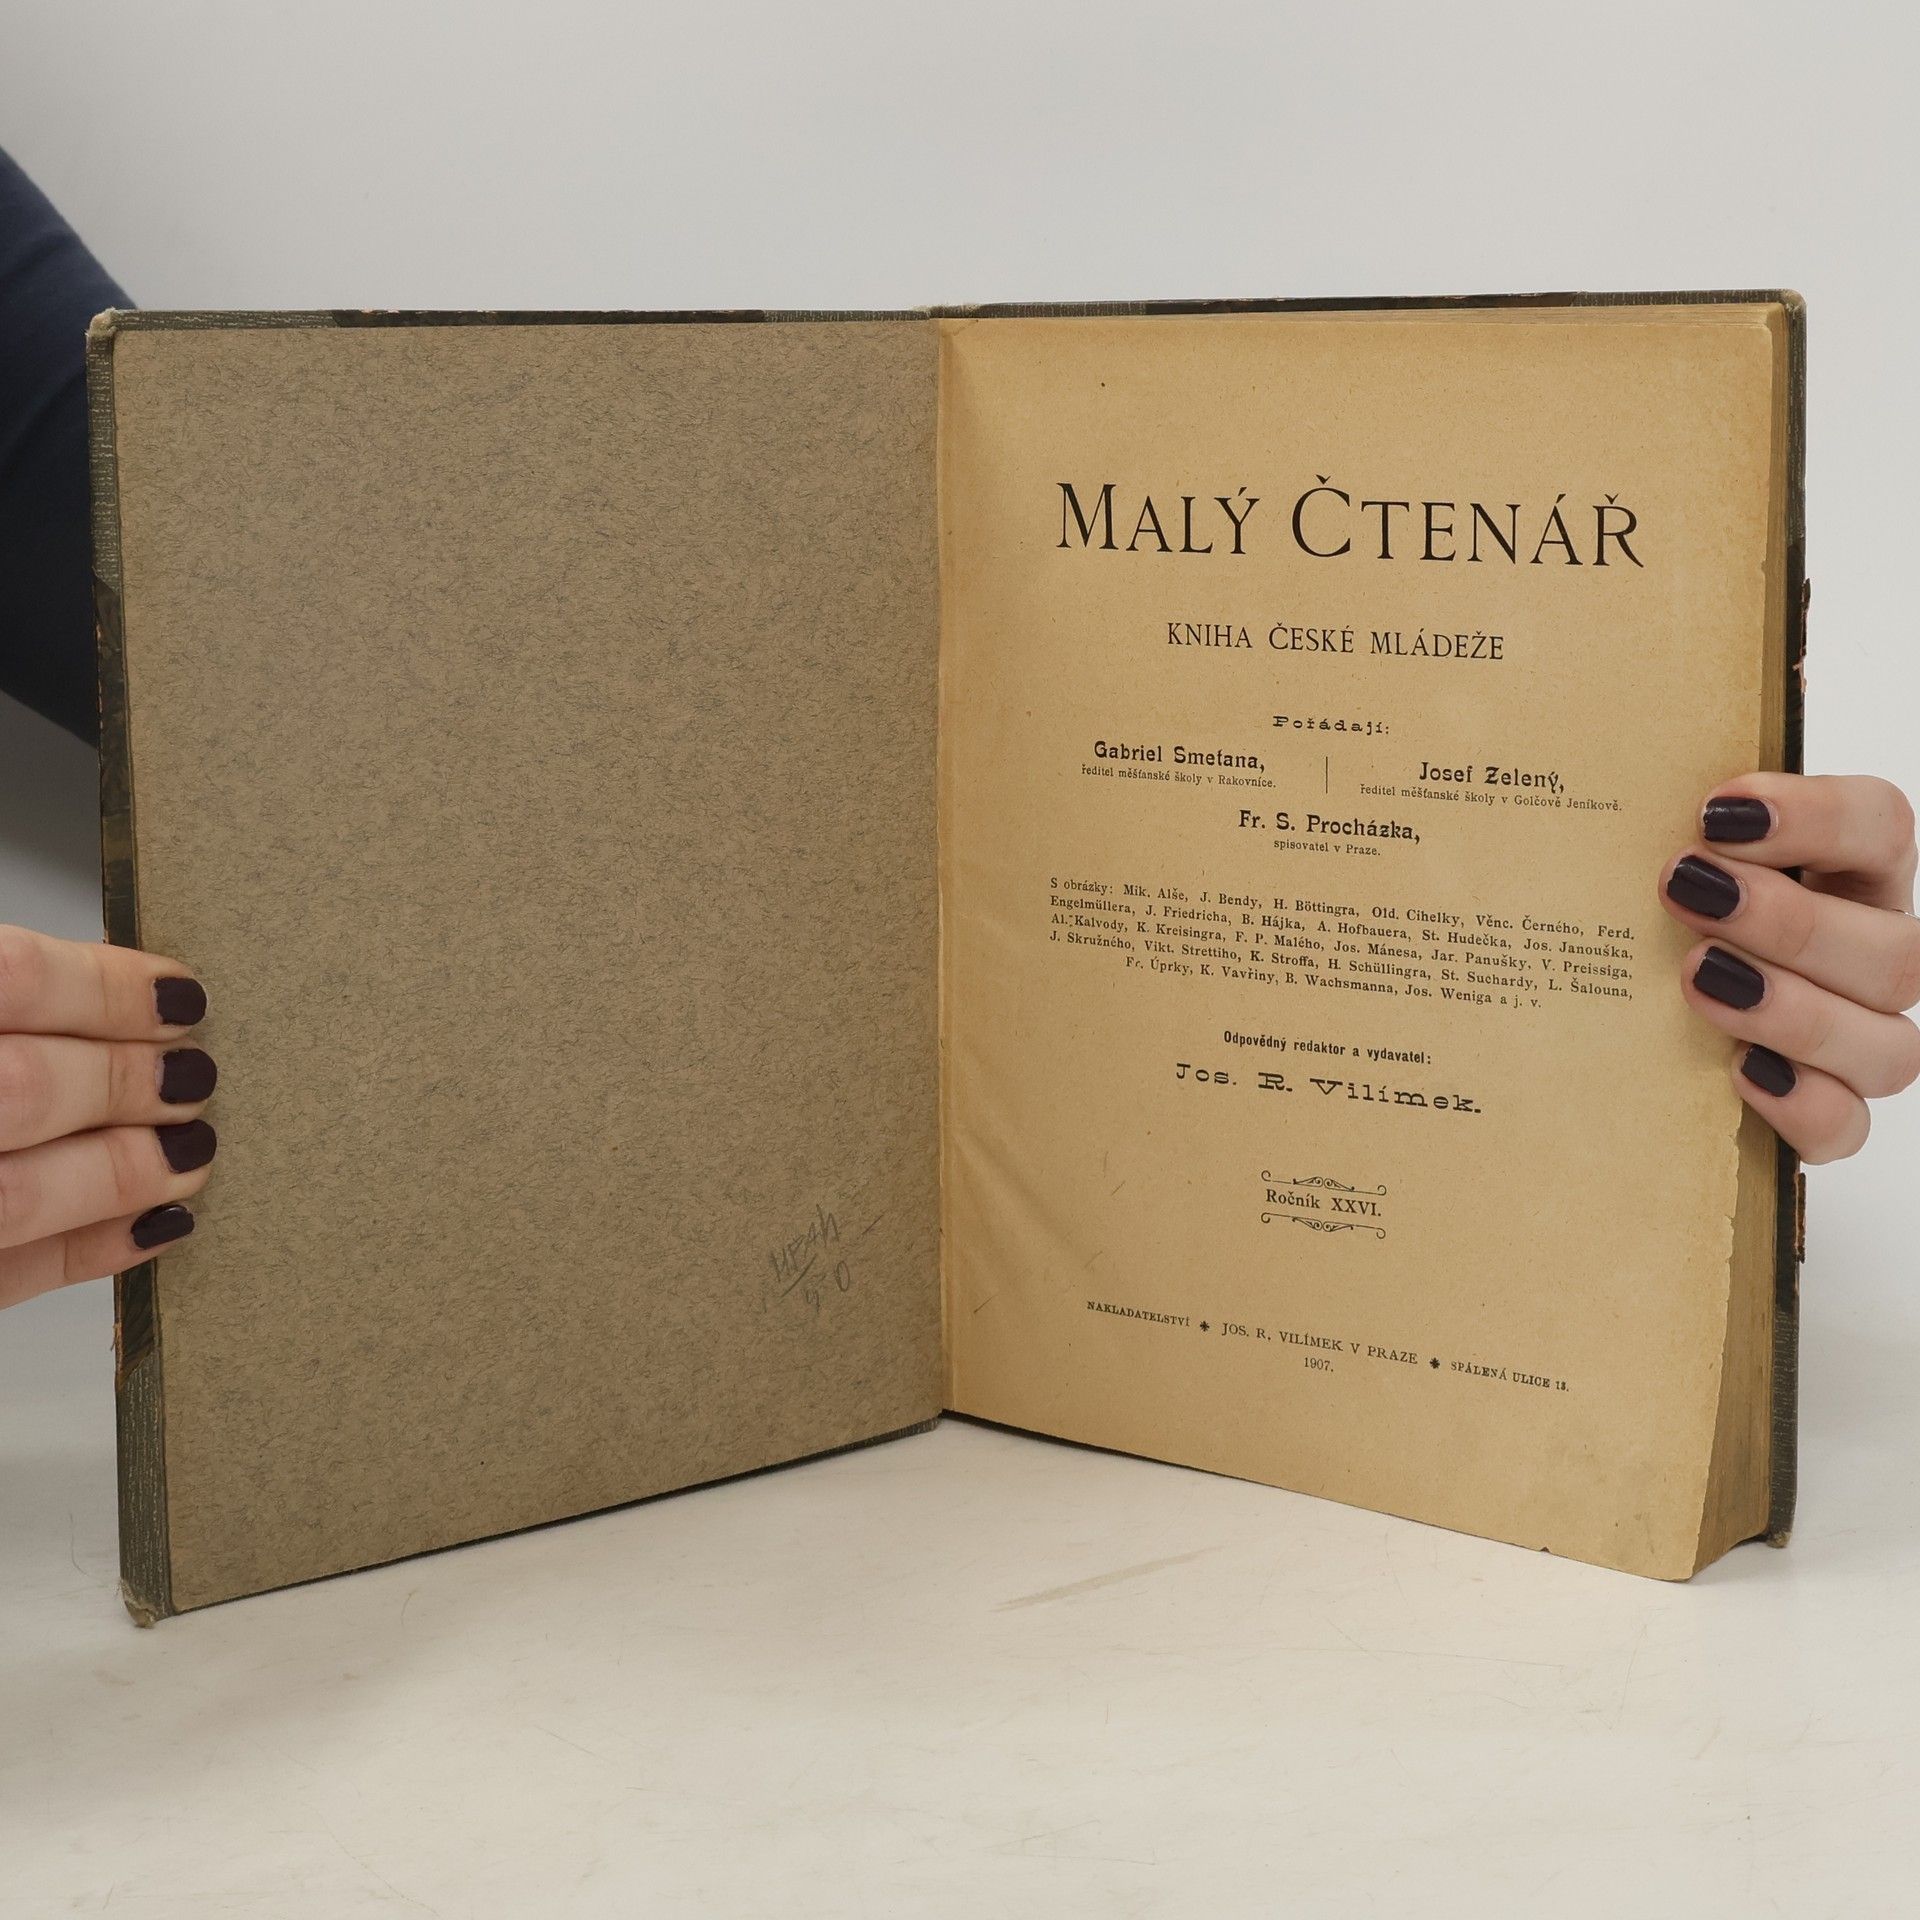 MALÝ ČTENÁŘ
KNIHA ČESKÉ MLÁDEŽE
Pořádají:
Gabriel Smetana,
ředitel měšťanské školy v Rakovníce.
Josef Zelený,
ředitel měšťanské školy v Golčově Jeníkově.
Fr. S. Procházka,
spisovatel v Praze.
S obrázky: Mik. Alše, J. Bendy, H. Böttingra, Old. Cihelky, Věnc. Černého, Ferd.
Engelmüllera, J. Friedricha, B. Hájka, A. Hofbauera, St. Hudečka, Jos. Janouška,
Al. Kalvody, K. Kreisingra, F. P. Malého, Jos. Mánesa, Jar. Panušky, V. Preissiga,
J. Skružného, Vikt. Strettiho, K. Stroffa, H. Schüllingra, St. Suchardy, L. Šalouna,
Fr. Úprky, K. Vavřiny, B. Wachsmanna, Jos. Weniga a j. v.
Odpovědný redaktor a vydavatel:
Jos. R. Vilímek.
Ročník XXVI.
NAKLADATELSTVÍ ❉ JOS. R. VILÍMEK V PRAZE ❉ SPÁLENÁ ULICE 13.
1907.